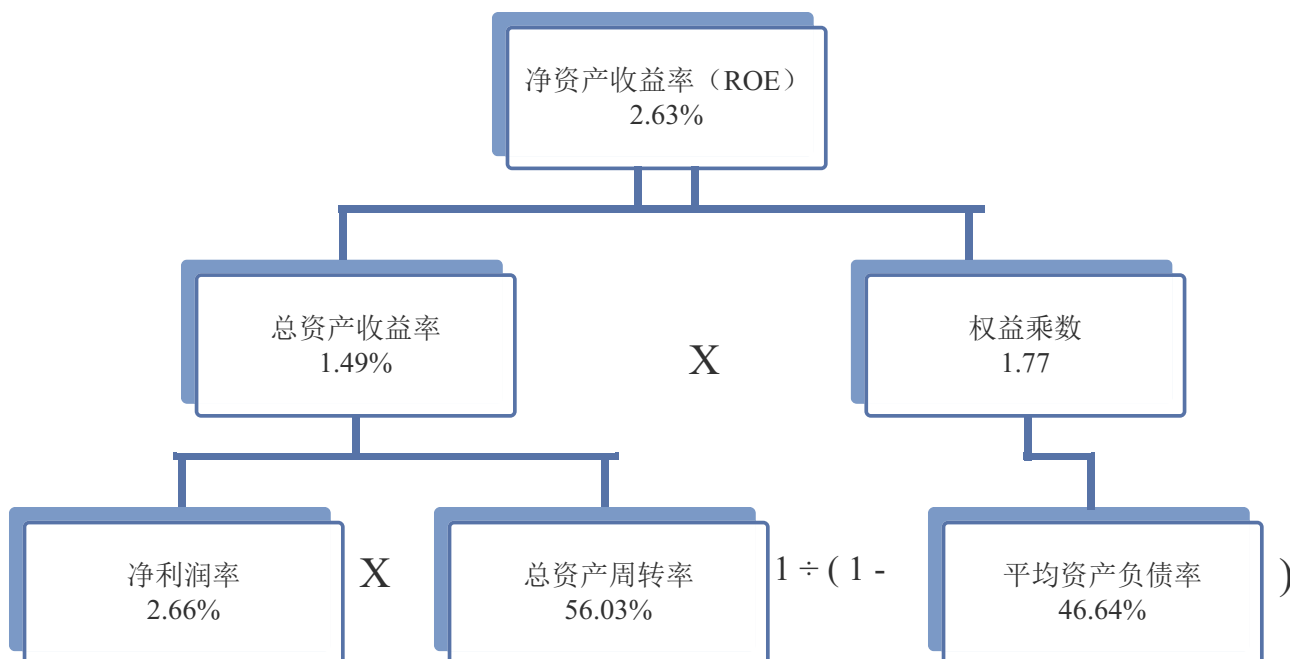 净资产收益率（ROE）
2.63%
总资产收益率
1.49%
X
权益乘数
1.77
净利润率
2.66%
X
总资产周转率
56.03%
1 ÷ ( 1 -
平均资产负债率
46.64%
)